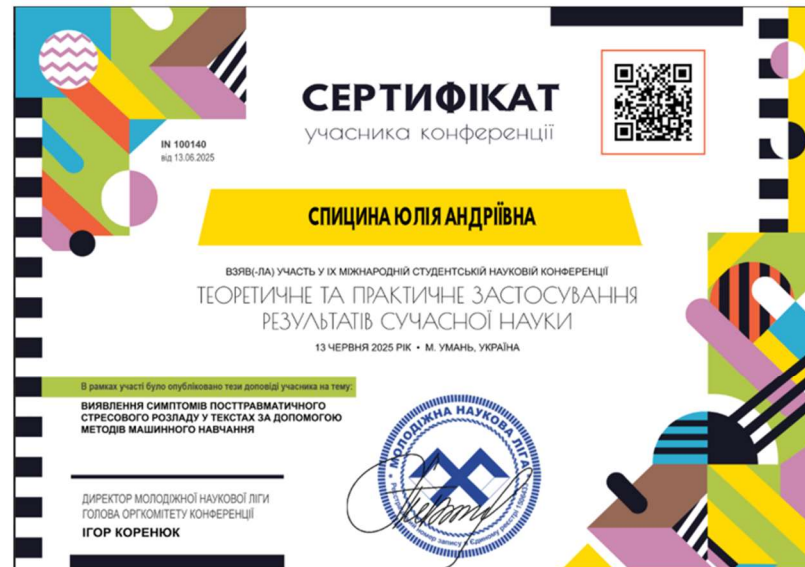 СЕРТИФІКАТ
учасника конференції
IN 100140
від 13.06.2025
СПИЦИНА ЮЛІЯ АНДРІЇВНА
ВЗЯВ(-ЛА) УЧАСТЬ У IX МІЖНАРОДНІЙ СТУДЕНТСЬКІЙ НАУКОВІЙ КОНФЕРЕНЦІЇ
ТЕОРЕТИЧНЕ ТА ПРАКТИЧНЕ ЗАСТОСУВАННЯ
РЕЗУЛЬТАТІВ СУЧАСНОЇ НАУКИ
13 ЧЕРВНЯ 2025 РІК • М. УМАНЬ, УКРАЇНА
В рамках участі було опубліковано тези доповіді учасника на тему:
ВИЯВЛЕННЯ СИМПТОМІВ ПОСТТРАВМАТИЧНОГО
СТРЕСОВОГО РОЗЛАДУ У ТЕКСТАХ ЗА ДОПОМОГОЮ
МЕТОДІВ МАШИННОГО НАВЧАННЯ
ДИРЕКТОР МОЛОДІЖНОЇ НАУКОВОЇ ЛІГИ
ГОЛОВА ОРГКОМІТЕТУ КОНФЕРЕНЦІЇ
ІГОР КОРЕНЮК
МОЛОДІЖНА НАУКОВА ЛІГА